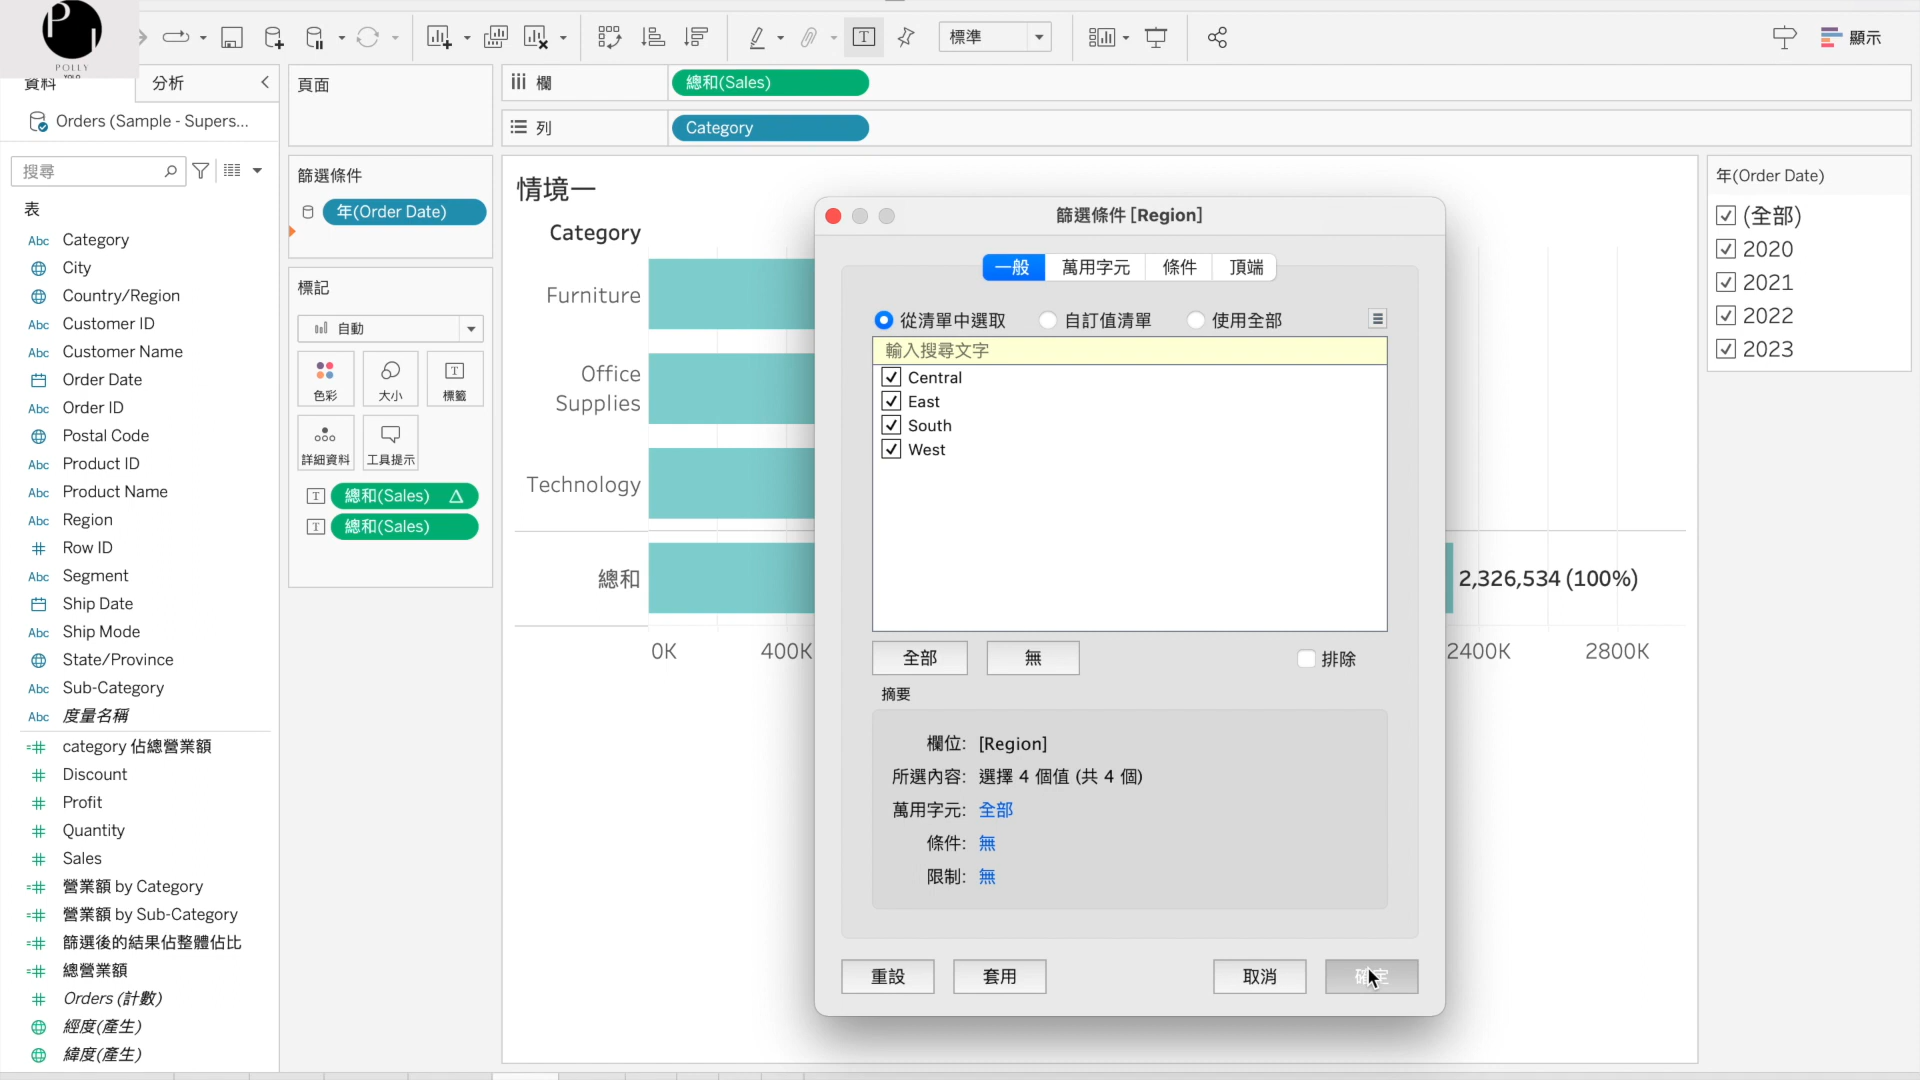 POLLY
YOLO
標準
顯示
資料
分析
Orders (Sample - Supers...
搜尋
表
Category
City
Country/Region
Customer ID
Customer Name
Order Date
Order ID
Postal Code
Product ID
Product Name
Region
Row ID
Segment
Ship Date
Ship Mode
State/Province
Sub-Category
度量名稱
category 佔總營業額
Discount
Profit
Quantity
Sales
營業額 by Category
營業額 by Sub-Category
篩選後的結果佔整體佔比
總營業額
Orders (計數)
經度(產生)
緯度(產生)
頁面
篩選條件
年(Order Date)
標記
自動
色彩
大小
標籤
詳細資料
工具提示
總和(Sales)
總和(Sales)
欄
總和(Sales)
列
Category
情境一
Category
Furniture
Office
Supplies
Technology
總和
2,326,534 (100%)
0K
400K
2400K
2800K
篩選條件 [Region]
一般
萬用字元
條件
頂端
從清單中選取
自訂值清單
使用全部
輸入搜尋文字
Central
East
South
West
全部
無
排除
摘要
欄位: [Region]
所選內容: 選擇 4 個值 (共 4 個)
萬用字元: 全部
條件: 無
限制: 無
重設
套用
取消
確定
年(Order Date)
(全部)
2020
2021
2022
2023